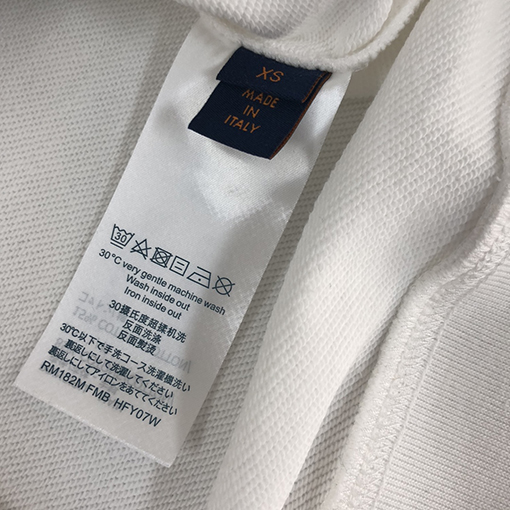 XS
MADE
IN
ITALY
30
30°C very gentle machine wash
Wash inside out
Iron inside out
30摄氏度超揉机洗
反面洗涤
反面熨烫
30℃以下で手洗コース洗濯機洗い
裏返しにして洗濯してください
裏返しにしてアイロンをあててください
RM182M FMB HFY07W